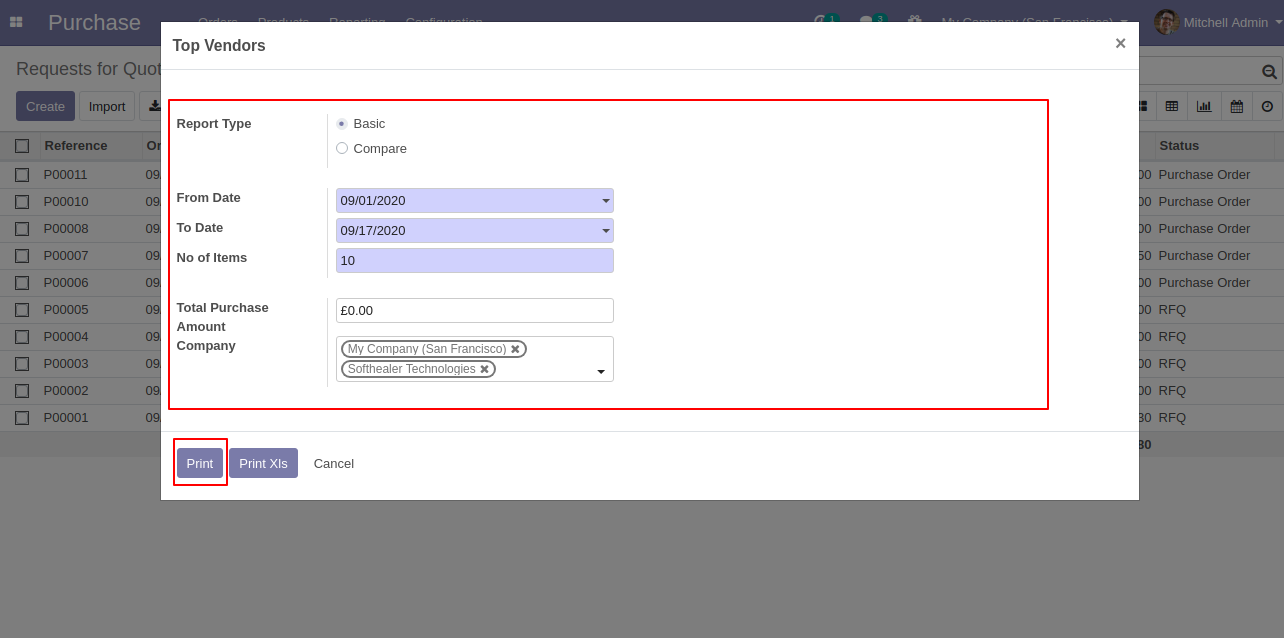 Purchase Orders Products Reporting Configuration 1 3 My Company (San Francisco) Mitchell Admin
Top Vendors ×
Requests for Quot
Create Import
Report Type Basic
Compare
Reference Or Status
From Date 09/01/2020
To Date 09/17/2020
No of Items 10
Total Purchase Amount £0.00
Company My Company (San Francisco)
Softhealer Technologies
P00011 09/ 00 Purchase Order
P00010 09/ 00 Purchase Order
P00008 09/ 00 Purchase Order
P00007 09/ 50 Purchase Order
P00006 09/ 00 Purchase Order
P00005 09/ 00 RFQ
P00004 09/ 00 RFQ
P00003 09/ 00 RFQ
P00002 09/ 00 RFQ
P00001 09/ 30 RFQ
30
Print Print Xls Cancel